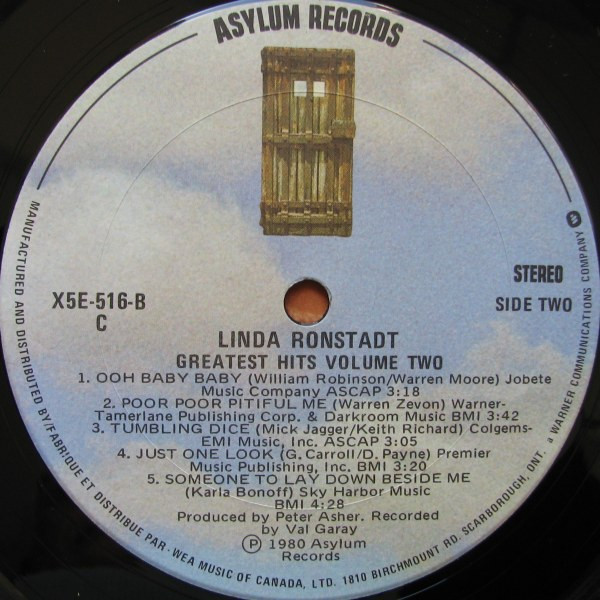 ASYLUM RECORDS
STEREO
X5E-516-B
SIDE TWO
C
LINDA RONSTADT
GREATEST HITS VOLUME TWO
1. OOH BABY BABY (William Robinson/Warren Moore) Jobete
Music Company ASCAP 3:18
2. POOR POOR PITIFUL ME (Warren Zevon) Warner-
Tamerlane Publishing Corp. & Darkroom Music BMI 3:42
3. TUMBLING DICE (Mick Jagger/Keith Richard) Colgems-
EMI Music, Inc. ASCAP 3:05
4. JUST ONE LOOK (G. Carroll/D. Payne) Premier
Music Publishing, Inc. BMI 3:20
5. SOMEONE TO LAY DOWN BESIDE ME
(Karla Bonoff) Sky Harbor Music
BMI 4:28
Produced by Peter Asher. Recorded
by Val Garay
Ⓟ 1980 Asylum
Records
MANUFACTURED AND DISTRIBUTED BY/FABRIQUE ET DISTRIBUE PAR·WEA MUSIC OF CANADA, LTD. 1810 BIRCHMOUNT RD. SCARBOROUGH, ONT. a WARNER COMMUNICATIONS COMPANY